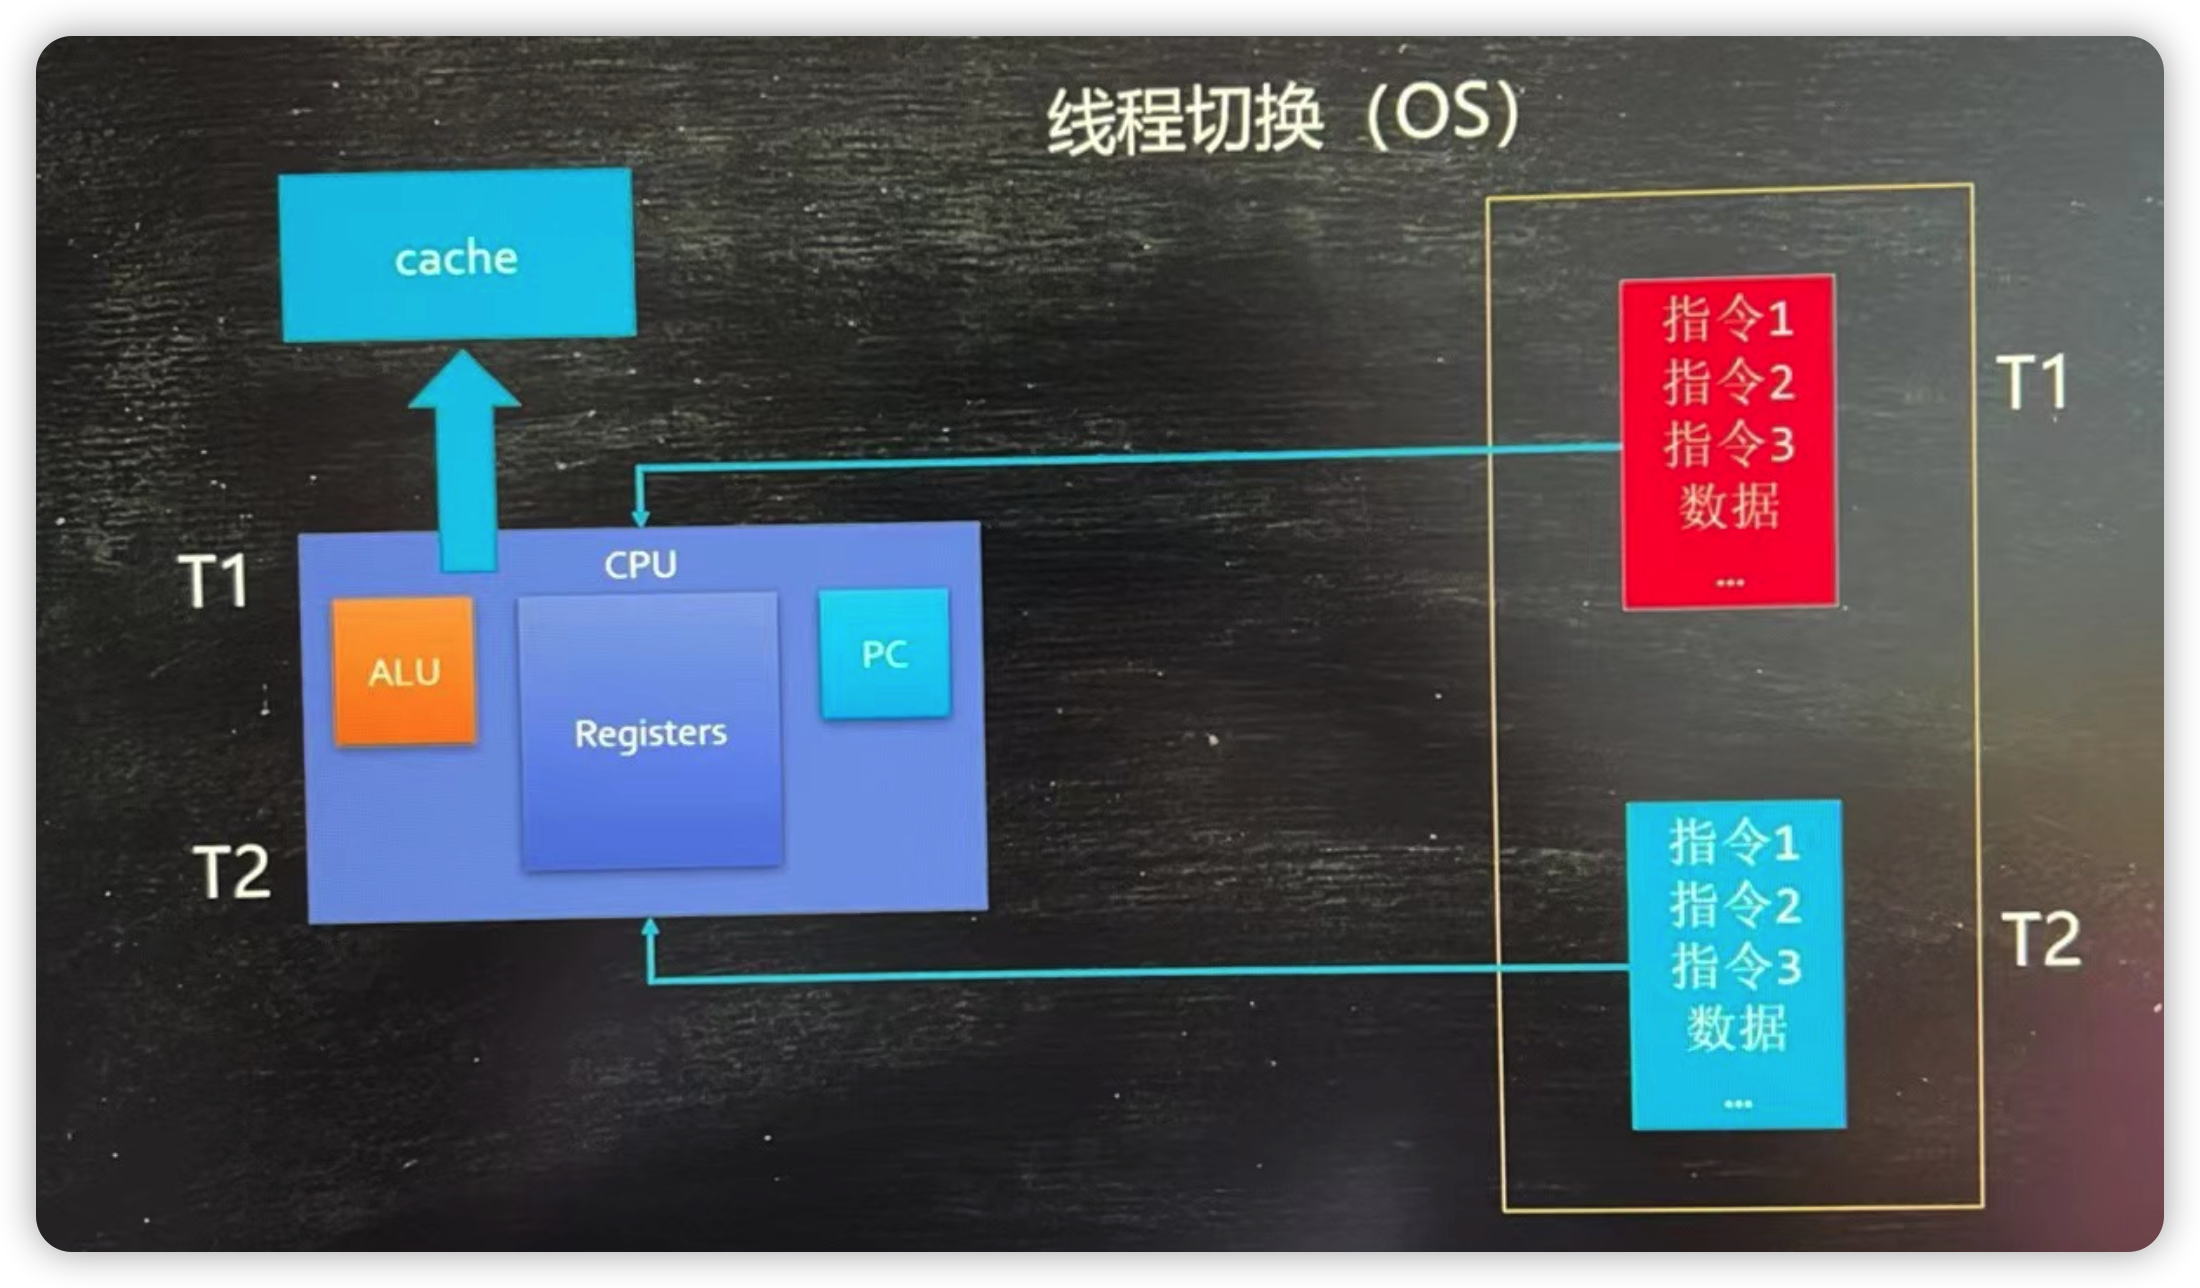 线程切换（OS）
cache
指令1
指令2
指令3
数据
...
T1
T1
CPU
ALU
Registers
PC
T2
指令1
指令2
指令3
数据
...
T2